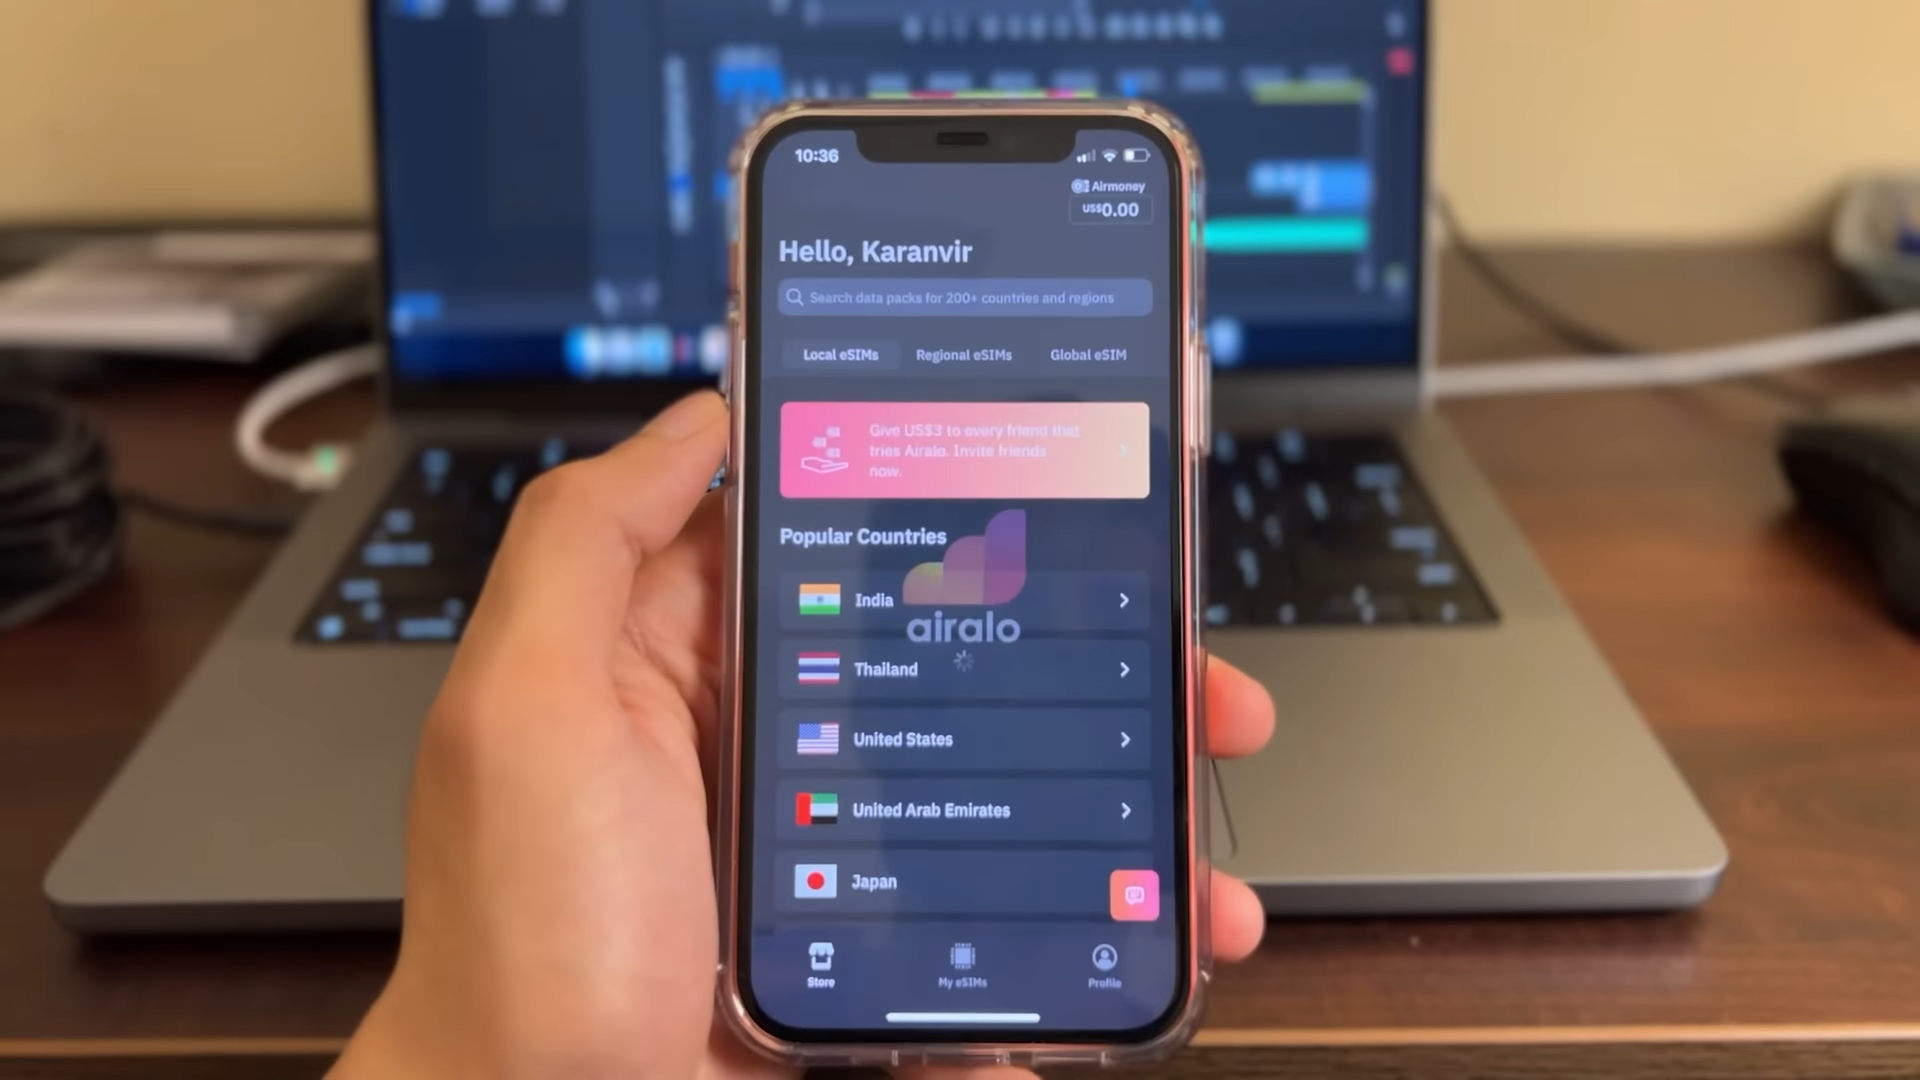 10:36
Airmoney
US$0.00
Hello, Karanvir
Search data packs for 200+ countries and regions
Local eSIMs
Regional eSIMs
Global eSIM
Give US$3 to every friend that
tries Airalo. Invite friends
now.
Popular Countries
India
airalo
Thailand
United States
United Arab Emirates
Japan
Store
My eSIMs
Profile